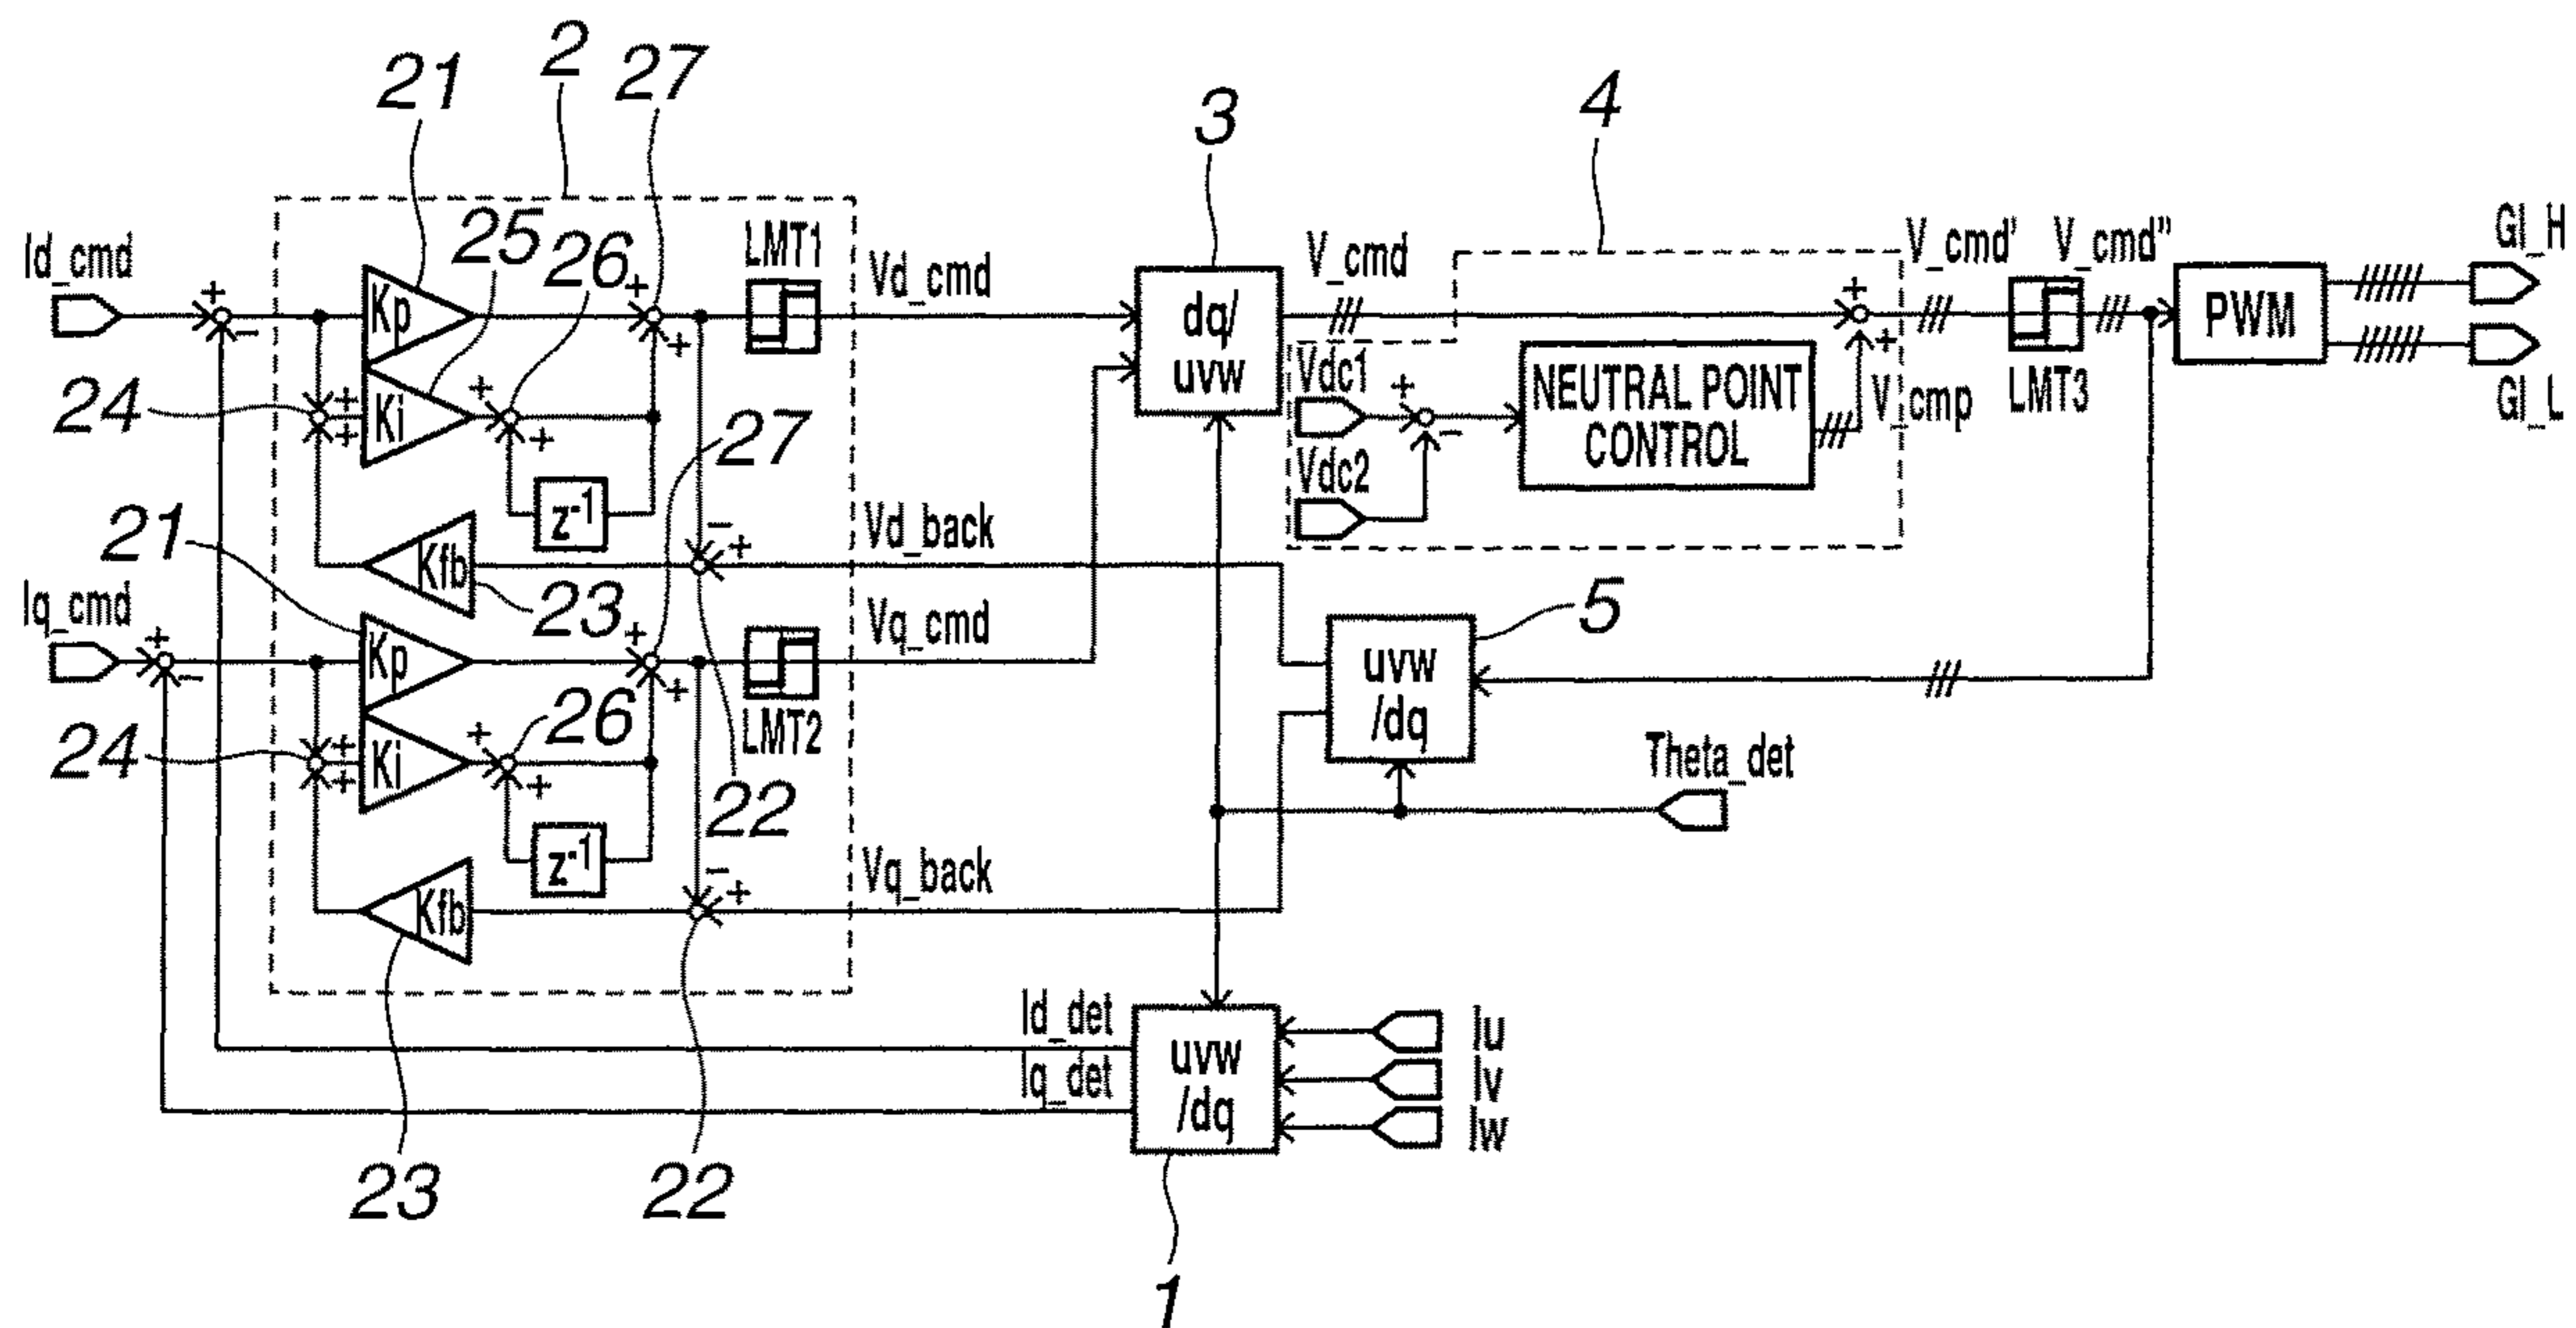 2
27
21
3
4
25
26
LMT1
Id_cmd
+
−
Kp
+
+
Vd_cmd
dq/
uvw
V_cmd
+
+
V_cmd'
V_cmd"
PWM
GI_H
GI_L
LMT3
24
+
+
Ki
+
+
27
Vdc1
+
−
Vdc2
NEUTRAL POINT
CONTROL
V_cmp
z-1
21
−
+
Vd_back
Kfb
23
5
Iq_cmd
+
−
Kp
+
+
Vq_cmd
LMT2
uvw
/dq
24
+
+
Ki
+
+
26
22
Theta_det
z-1
−
+
Vq_back
Kfb
Id_det
Iq_det
uvw
/dq
Iu
Iv
Iw
23
22
1